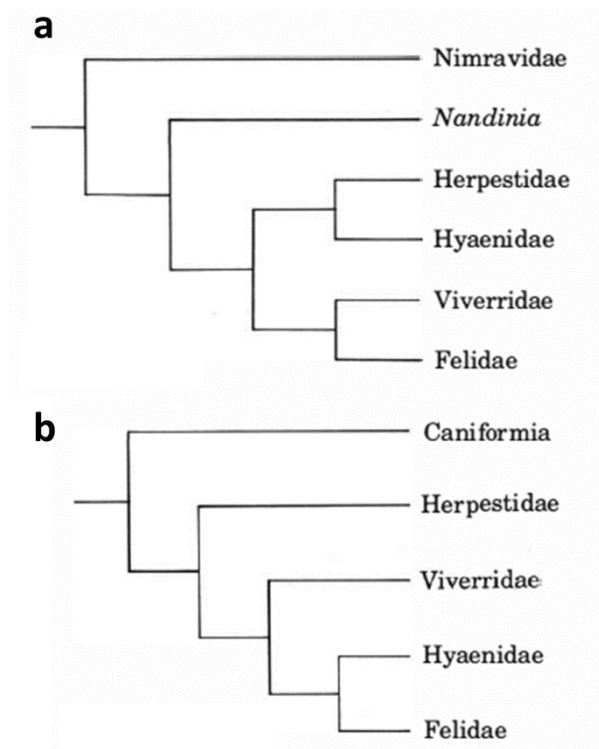 a
Nimravidae
Nandinia
Herpestidae
Hyaenidae
Viverridae
Felidae
b
Caniformia
Herpestidae
Viverridae
Hyaenidae
Felidae